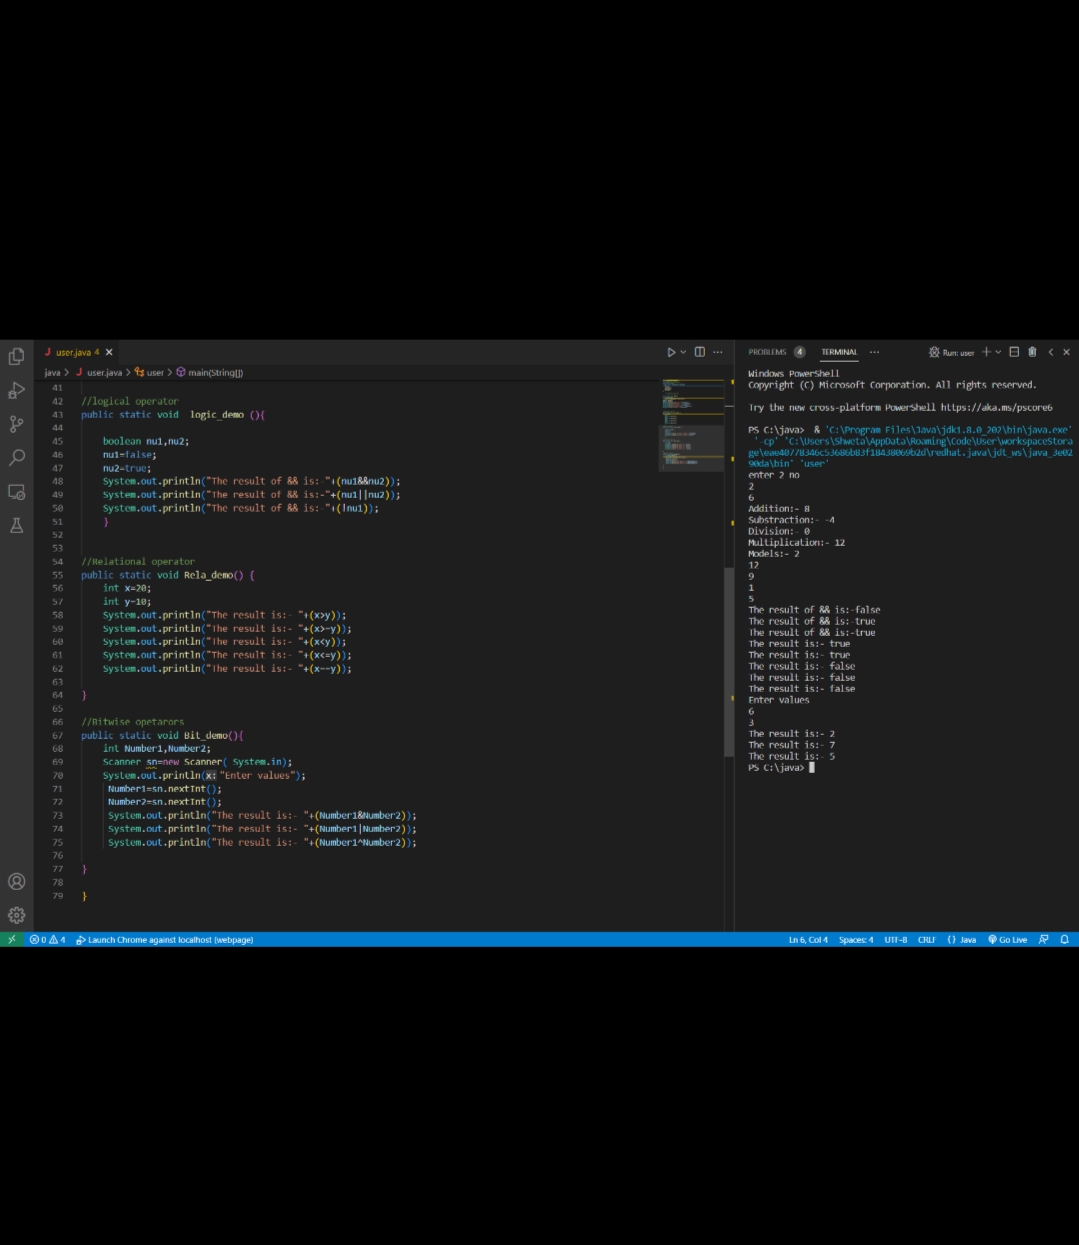 J user.java 4 ×
java > J user.java > user > main(String[])
41
42 //logical operator
43 public static void logic_demo (){
44
45 boolean nu1,nu2;
46 nu1=false;
47 nu2=true;
48 System.out.println("The result of && is: "+(nu1&&nu2));
49 System.out.println("The result of && is:-"+(nu1||nu2));
50 System.out.println("The result of && is: "+(!nu1));
51 }
52
53
54 //Relational operator
55 public static void Rela_demo() {
56 int x=20;
57 int y=10;
58 System.out.println("The result is:- "+(x>y));
59 System.out.println("The result is:- "+(x>=y));
60 System.out.println("The result is:- "+(x<y));
61 System.out.println("The result is:- "+(x<=y));
62 System.out.println("The result is:- "+(x==y));
63
64 }
65
66 //Bitwise opetarors
67 public static void Bit_demo(){
68 int Number1,Number2;
69 Scanner sn=new Scanner( System.in);
70 System.out.println(x: "Enter values");
71 Number1=sn.nextInt();
72 Number2=sn.nextInt();
73 System.out.println("The result is:- "+(Number1&Number2));
74 System.out.println("The result is:- "+(Number1|Number2));
75 System.out.println("The result is:- "+(Number1^Number2));
76
77 }
78
79 }
PROBLEMS 4 TERMINAL ··· Run: user
Windows PowerShell
Copyright (C) Microsoft Corporation. All rights reserved.
Try the new cross-platform PowerShell https://aka.ms/pscore6
PS C:\java> & 'C:\Program Files\Java\jdk1.8.0_202\bin\java.exe'
'-cp' 'C:\Users\Shweta\AppData\Roaming\Code\User\workspaceStora
ge\eae40778346c53686b83f18438069b2d\redhat.java\jdt_ws\java_3e02
90da\bin' 'user'
enter 2 no
2
6
Addition:- 8
Substraction:- -4
Division:- 0
Multiplication:- 12
Models:- 2
12
9
1
5
The result of && is:-false
The result of && is:-true
The result of && is:-true
The result is:- true
The result is:- true
The result is:- false
The result is:- false
The result is:- false
Enter values
6
3
The result is:- 2
The result is:- 7
The result is:- 5
PS C:\java>
0 4 Launch Chrome against localhost (webpage) Ln 6, Col 4 Spaces: 4 UTF-8 CRLF {} Java Go Live